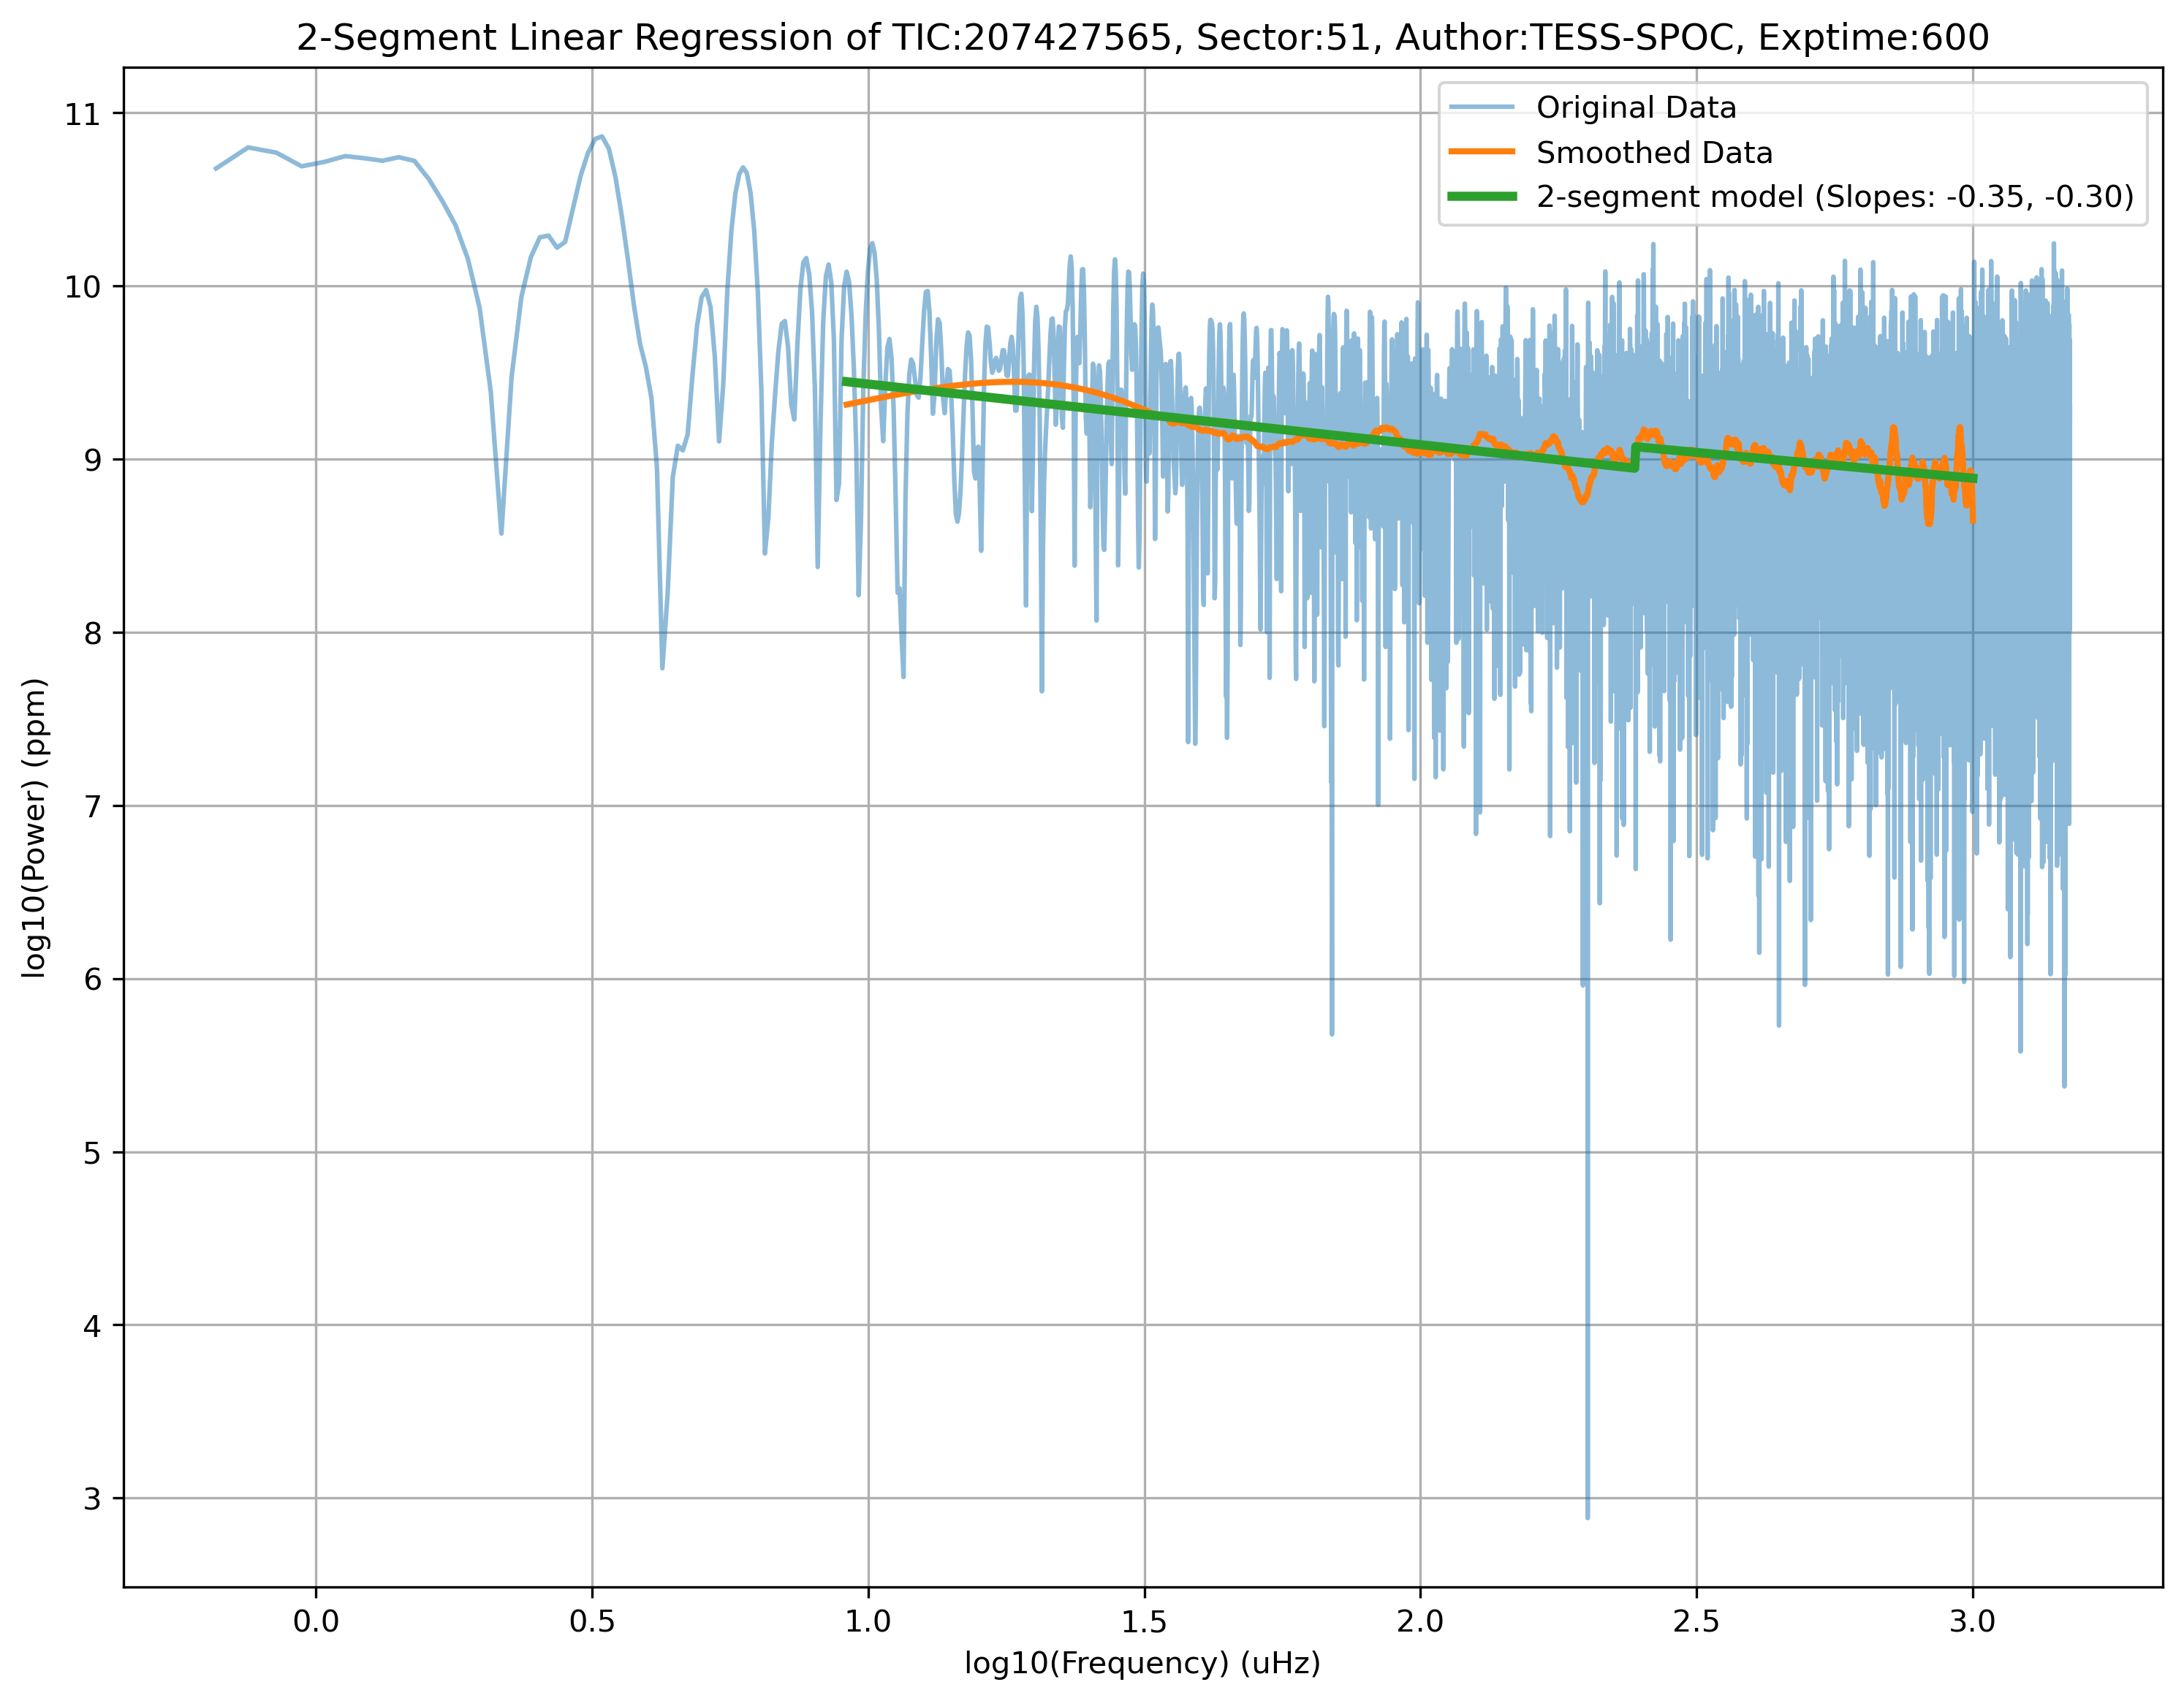 2-Segment Linear Regression of TIC:207427565, Sector:51, Author:TESS-SPOC, Exptime:600
Original Data
Smoothed Data
2-segment model (Slopes: -0.35, -0.30)
log10(Power) (ppm)
11
10
9
8
7
6
5
4
3
0.0 0.5 1.0 1.5 2.0 2.5 3.0
log10(Frequency) (uHz)